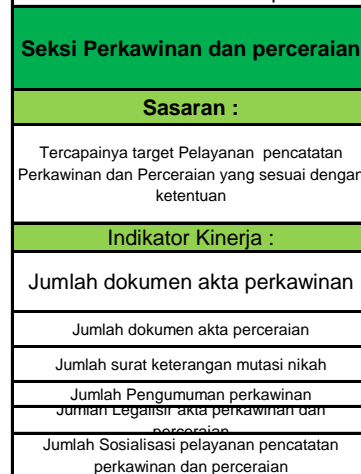 Seksi Perkawinan dan perceraian
Sasaran :
Tercapainya target Pelayanan pencatatan
Perkawinan dan Perceraian yang sesuai dengan
ketentuan
Indikator Kinerja :
Jumlah dokumen akta perkawinan
Jumlah dokumen akta perceraian
Jumlah surat keterangan mutasi nikah
Jumlah Pengumuman perkawinan
Jumlah Legalisir akta perkawinan dan
perceraian
Jumlah Sosialisasi pelayanan pencatatan
perkawinan dan perceraian